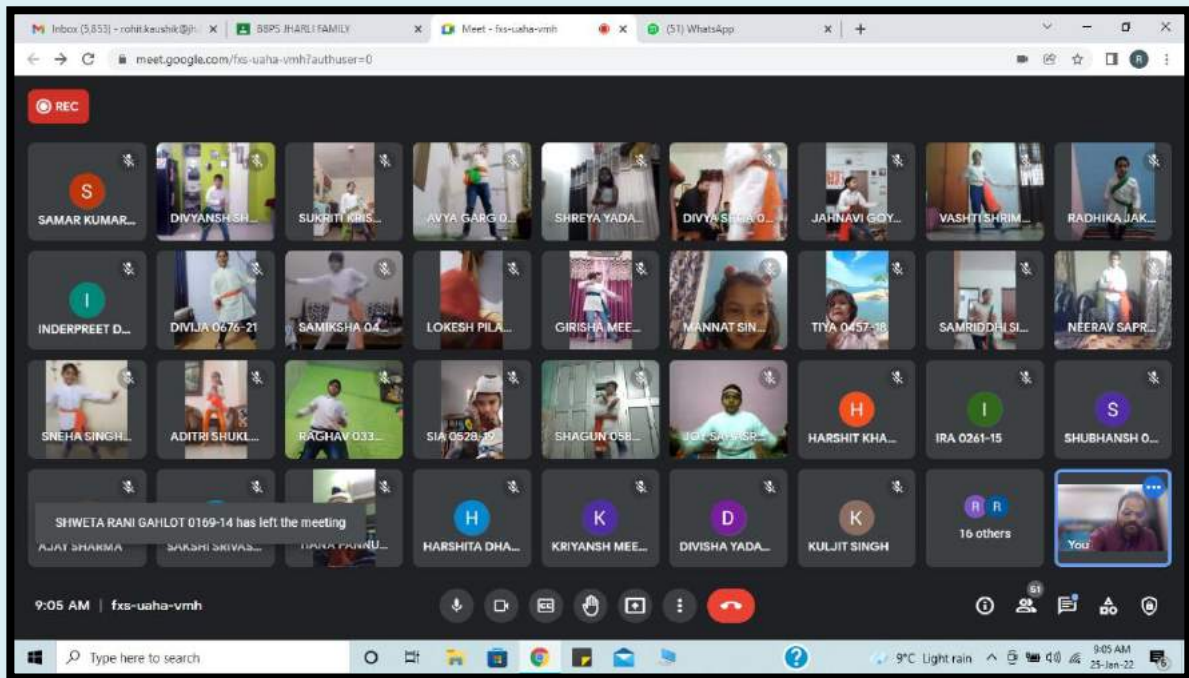 Inbox (5,853) - rohit.kaushik@jh. BBPS JHARLI FAMILY Meet - fxs-uaha-vmh (51) WhatsApp
meet.google.com/fxs-uaha-vmh?authuser=0 R
REC
S
SAMAR KUMAR... DIVYANSH SH... SUKRITI KRIS... AVYA GARG 0... SHREYA YADA... DIVYA 0... JAHNAVI GOY... VASHTI SHRIM... RADHIKA JAK...
I
INDERPREET D... DIVIJA 0676-21 SAMIKSHA 04... LOKESH PILA... GIRISHA MEE... MANNAT SIN... TIYA 0457-18 SAMRIDDHI SI... NEERAV SAPR...
H I S
SNEHA SINGH... ADITRI SHUKL... RAGHAV 033... SIA 0528-19 SHAGUN 058... HARSHIT KHA... IRA 0261-15 SHUBHANSH 0...
SHWETA RANI GAHLOT 0169-14 has left the meeting H K D K R R
AJAY SHARMA SAKSHI SRIVAS... PANNU... HARSHITA DHA... KRIYANSH MEE... DIVISHA YADA... KULJIT SINGH 16 others You
9:05 AM | fxs-uaha-vmh CC 51
Type here to search 9°C Light rain 9:05 AM
25-Jan-22 6